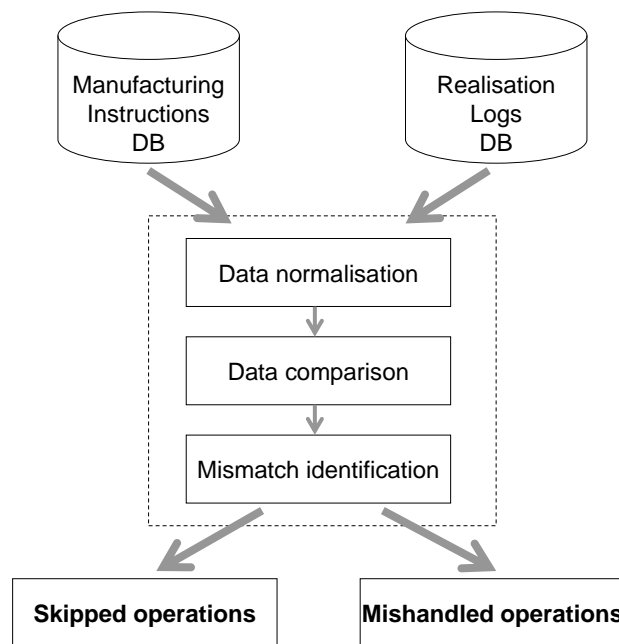 Manufacturing
Instructions
DB
Realisation
Logs
DB
Data normalisation
Data comparison
Mismatch identification
Skipped operations
Mishandled operations